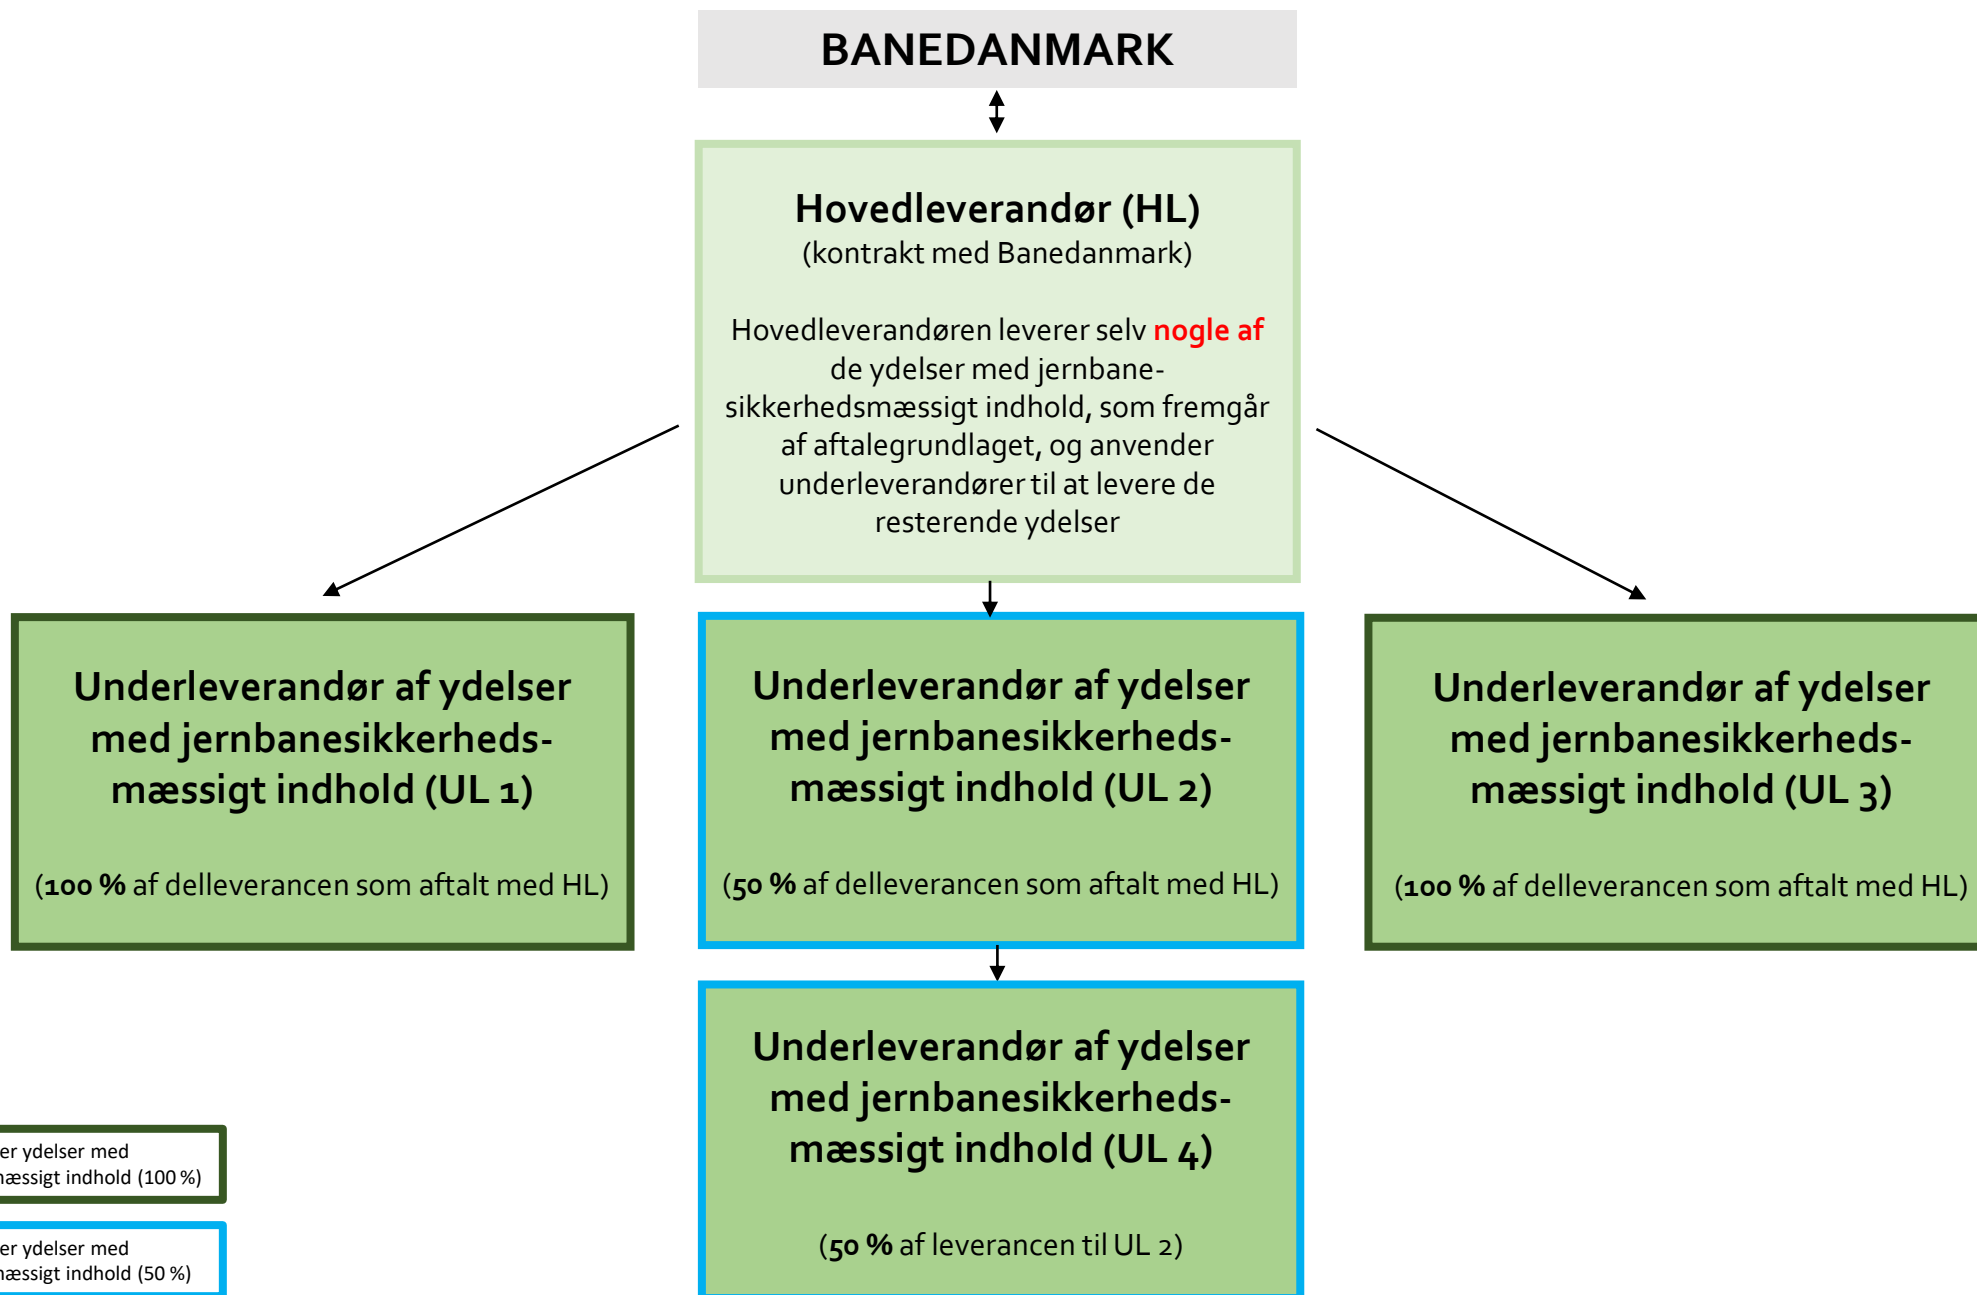 BANEDANMARK
Hovedleverandør (HL)
(kontrakt med Banedanmark)
Hovedleverandøren leverer selv nogle af
de ydelser med jernbane-
sikkerhedsmæssigt indhold, som fremgår
af aftalegrundlaget, og anvender
underleverandører til at levere de
resterende ydelser
Underleverandør af ydelser
med jernbanesikkerheds-
mæssigt indhold (UL 1)
(100 % af delleverancen som aftalt med HL)
Underleverandør af ydelser
med jernbanesikkerheds-
mæssigt indhold (UL 2)
(50 % af delleverancen som aftalt med HL)
Underleverandør af ydelser
med jernbanesikkerheds-
mæssigt indhold (UL 3)
(100 % af delleverancen som aftalt med HL)
Underleverandør af ydelser
med jernbanesikkerheds-
mæssigt indhold (UL 4)
(50 % af leverancen til UL 2)
er ydelser med
mæssigt indhold (100 %)
er ydelser med
mæssigt indhold (50 %)